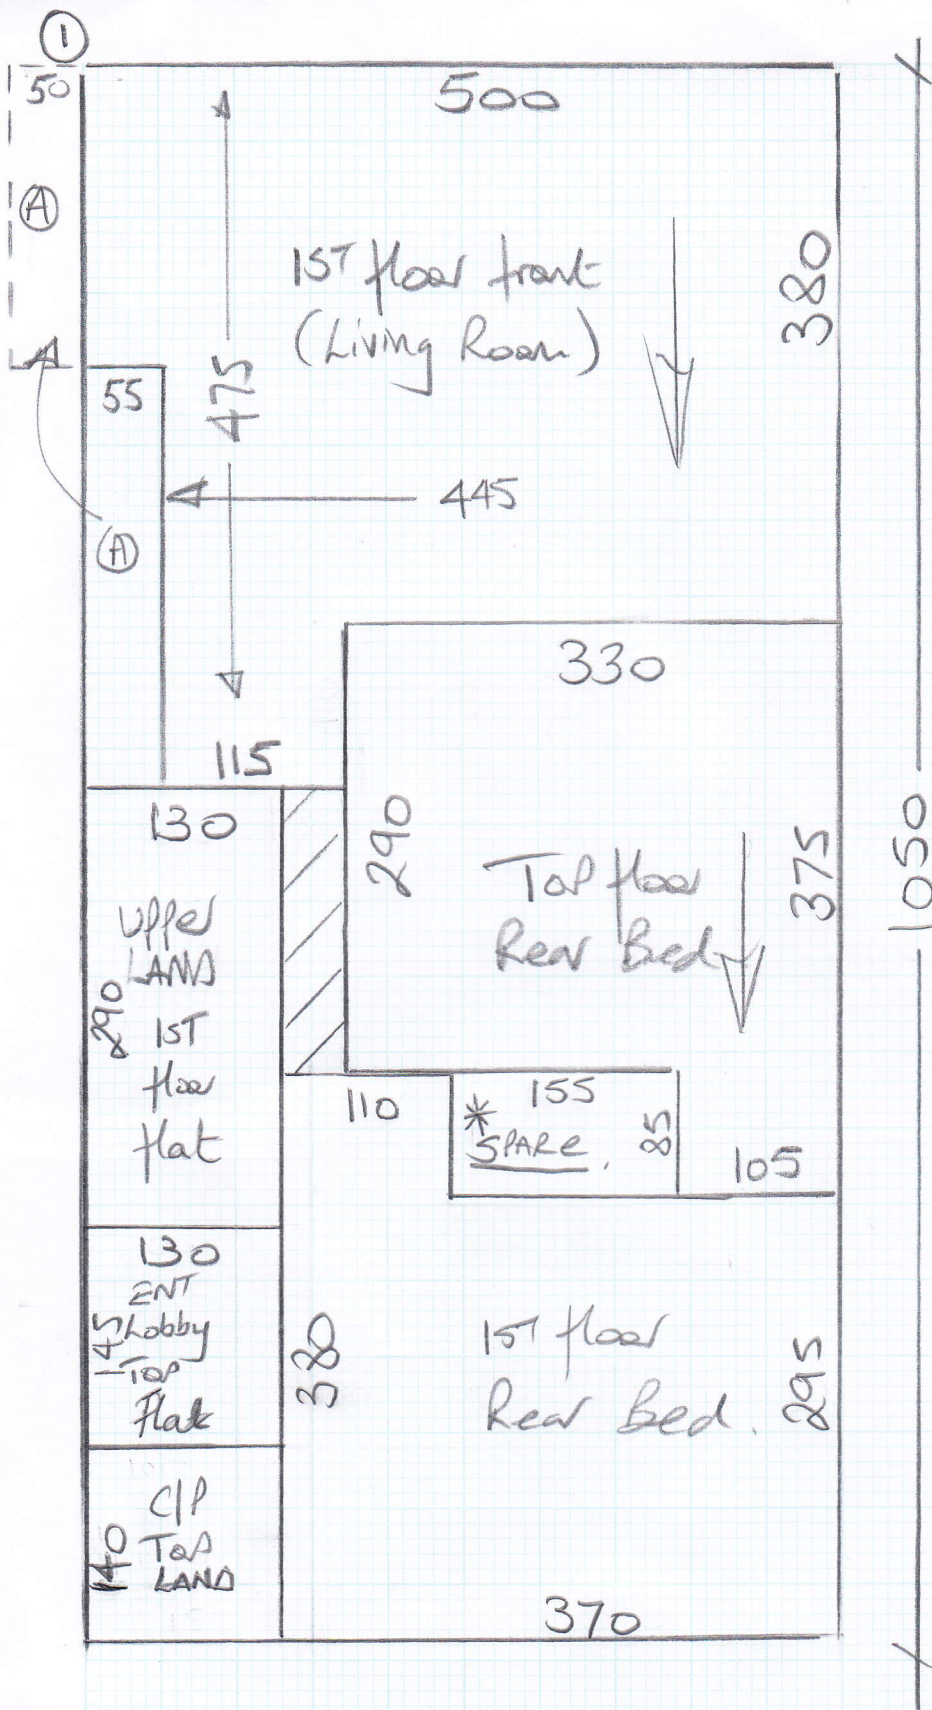 1
50
500
A
1ST floor front
(Living Room)
380
475
55
445
A
330
115
130
290
Top floor
Rear Bed
375
1050
UPPer
LAND
290
1ST
floor
flat
110
155
*
SPARE.
85
105
130
ENT
Lobby
Top
Flat
145
380
1ST floor
Rear Bed.
295
C/P
Top
LAND
140
370